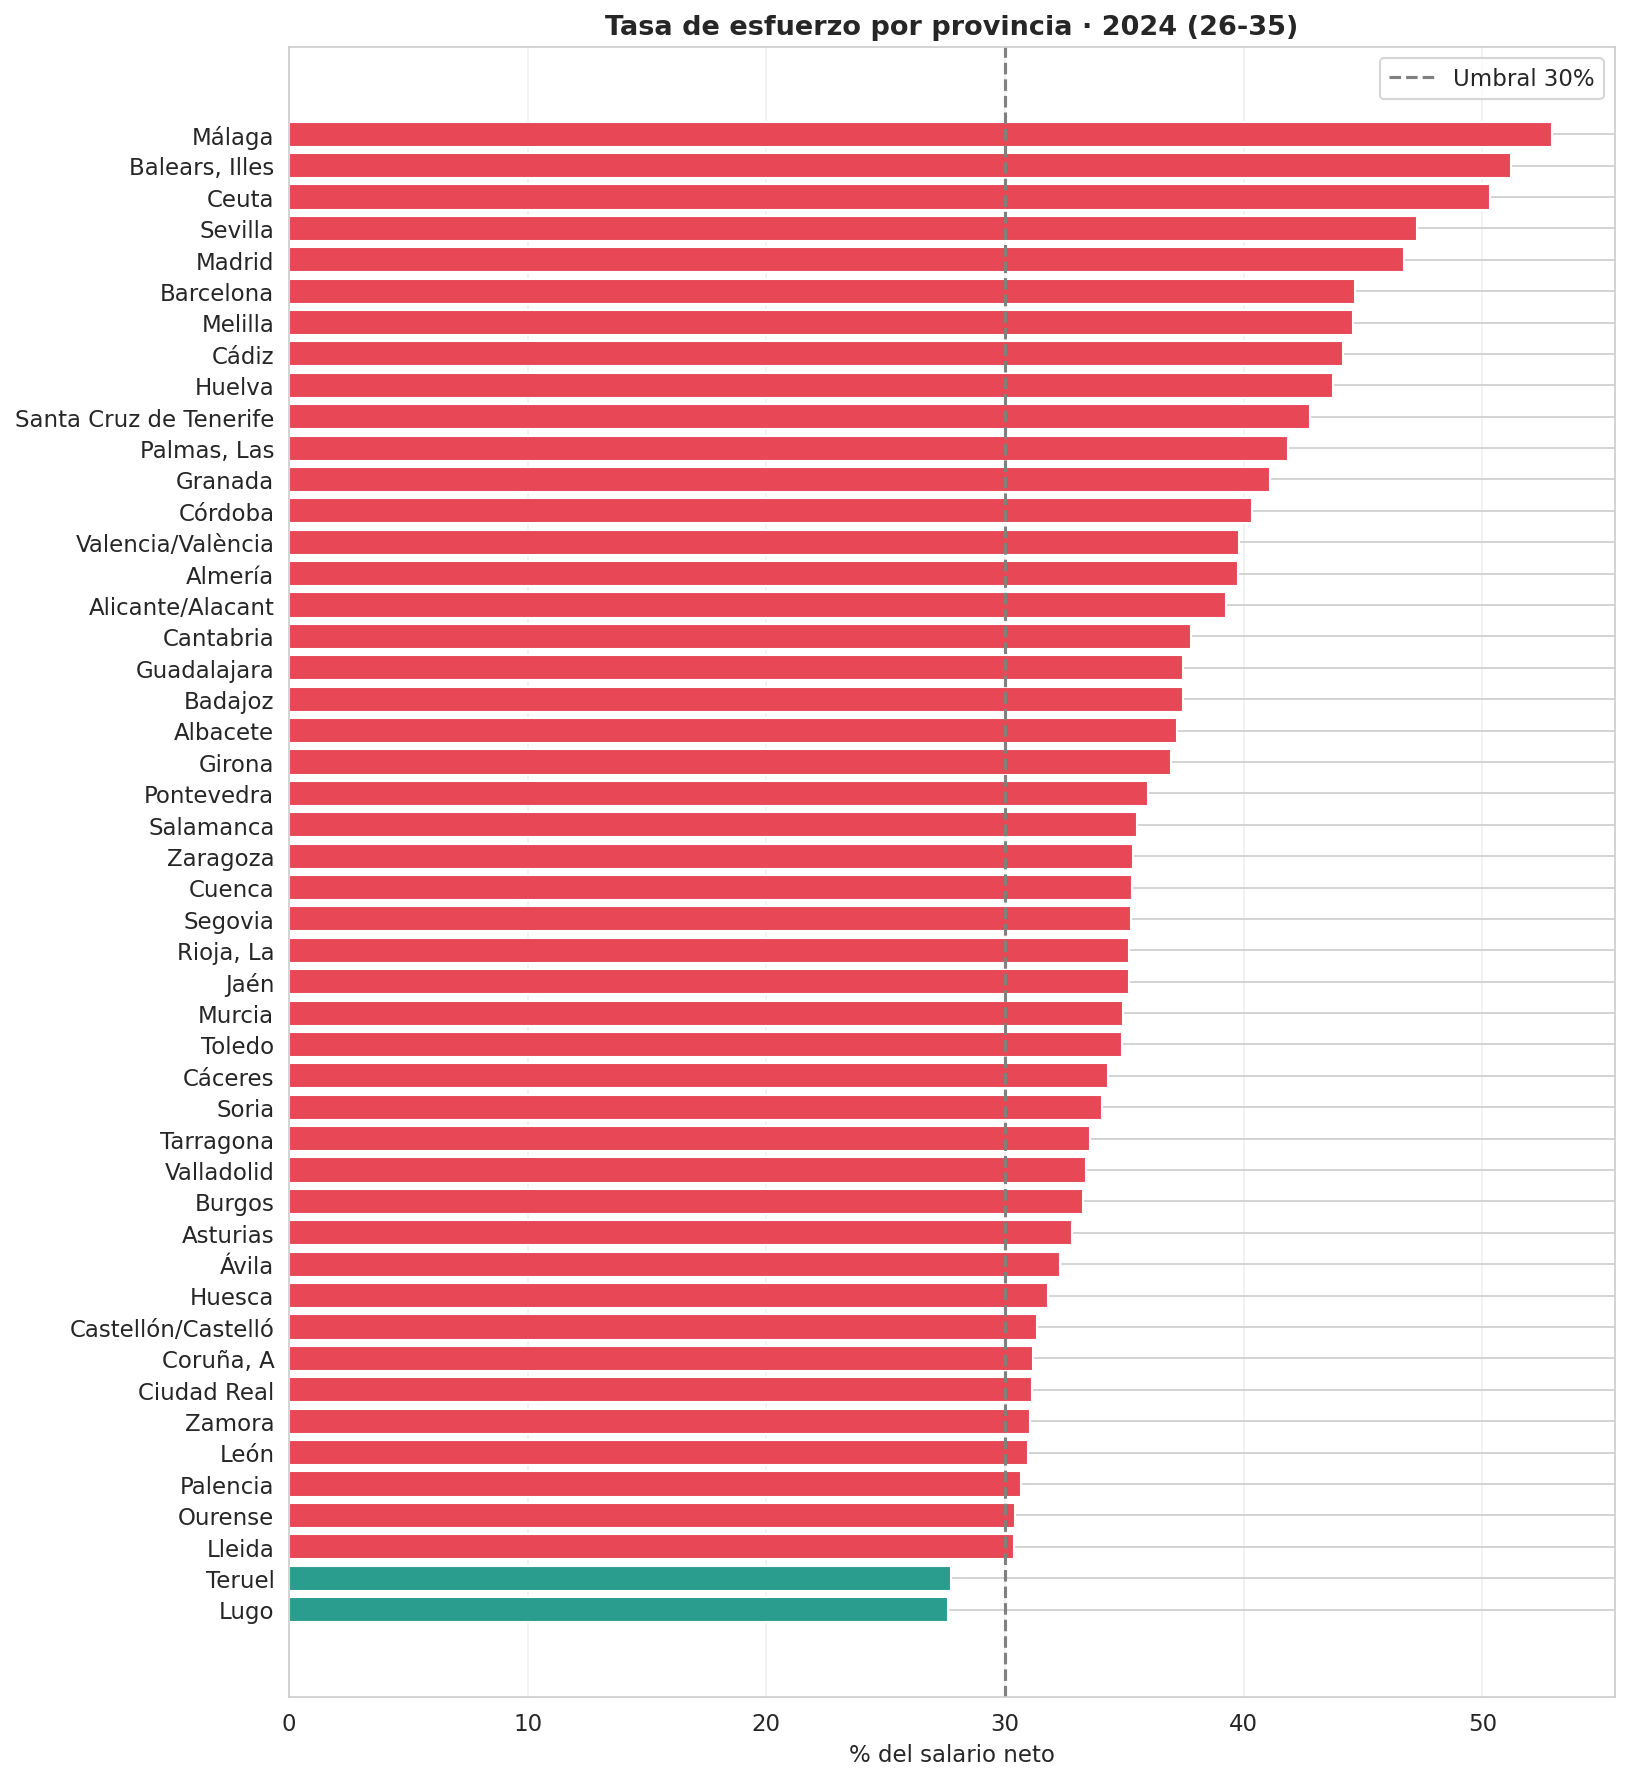 Tasa de esfuerzo por provincia · 2024 (26-35)
Umbral 30%
Málaga
Balears, Illes
Ceuta
Sevilla
Madrid
Barcelona
Melilla
Cádiz
Huelva
Santa Cruz de Tenerife
Palmas, Las
Granada
Córdoba
Valencia/València
Almería
Alicante/Alacant
Cantabria
Guadalajara
Badajoz
Albacete
Girona
Pontevedra
Salamanca
Zaragoza
Cuenca
Segovia
Rioja, La
Jaén
Murcia
Toledo
Cáceres
Soria
Tarragona
Valladolid
Burgos
Asturias
Ávila
Huesca
Castellón/Castelló
Coruña, A
Ciudad Real
Zamora
León
Palencia
Ourense
Lleida
Teruel
Lugo
0 10 20 30 40 50
% del salario neto